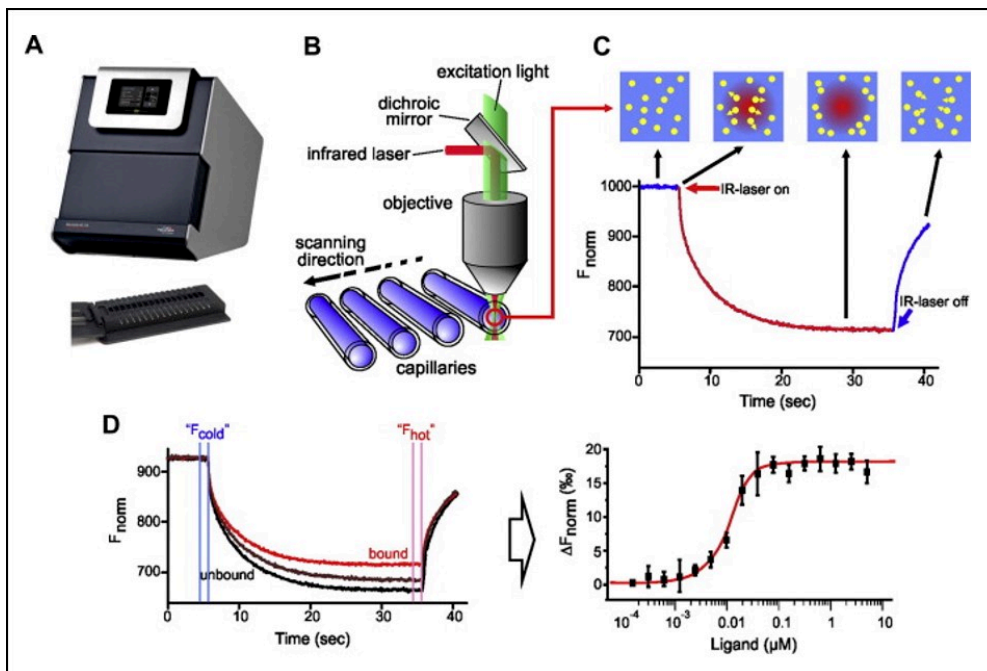 A
B
excitation light
dichroic
mirror
infrared laser
objective
scanning
direction
capillaries
C
1000
900
800
700
Fnorm
IR-laser on
IR-laser off
0
10
20
30
40
Time (sec)
D
"Fcold"
"Fhot"
900
800
700
Fnorm
bound
unbound
0
10
20
30
40
Time (sec)
20
15
10
5
0
ΔFnorm (‰)
10⁻⁴
10⁻³
0.01
0.1
1
10
Ligand (µM)